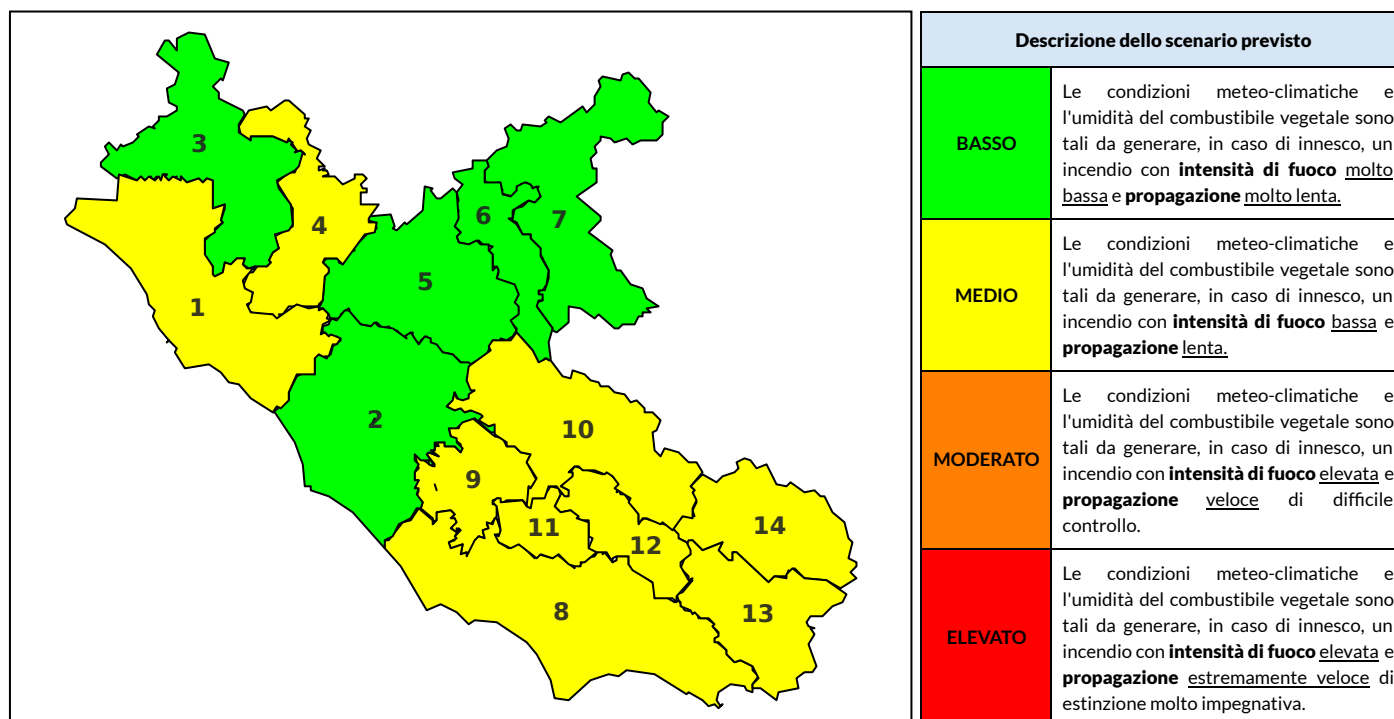 3
4
6
7
5
1
2
10
9
11
12
14
8
13
Descrizione dello scenario previsto
BASSO
Le condizioni meteo-climatiche e
l'umidità del combustibile vegetale sono
tali da generare, in caso di innesco, un
incendio con intensità di fuoco molto
bassa e propagazione molto lenta.
MEDIO
Le condizioni meteo-climatiche e
l'umidità del combustibile vegetale sono
tali da generare, in caso di innesco, un
incendio con intensità di fuoco bassa e
propagazione lenta.
MODERATO
Le condizioni meteo-climatiche e
l'umidità del combustibile vegetale sono
tali da generare, in caso di innesco, un
incendio con intensità di fuoco elevata e
propagazione veloce di difficile
controllo.
ELEVATO
Le condizioni meteo-climatiche e
l'umidità del combustibile vegetale sono
tali da generare, in caso di innesco, un
incendio con intensità di fuoco elevata e
propagazione estremamente veloce di
estinzione molto impegnativa.